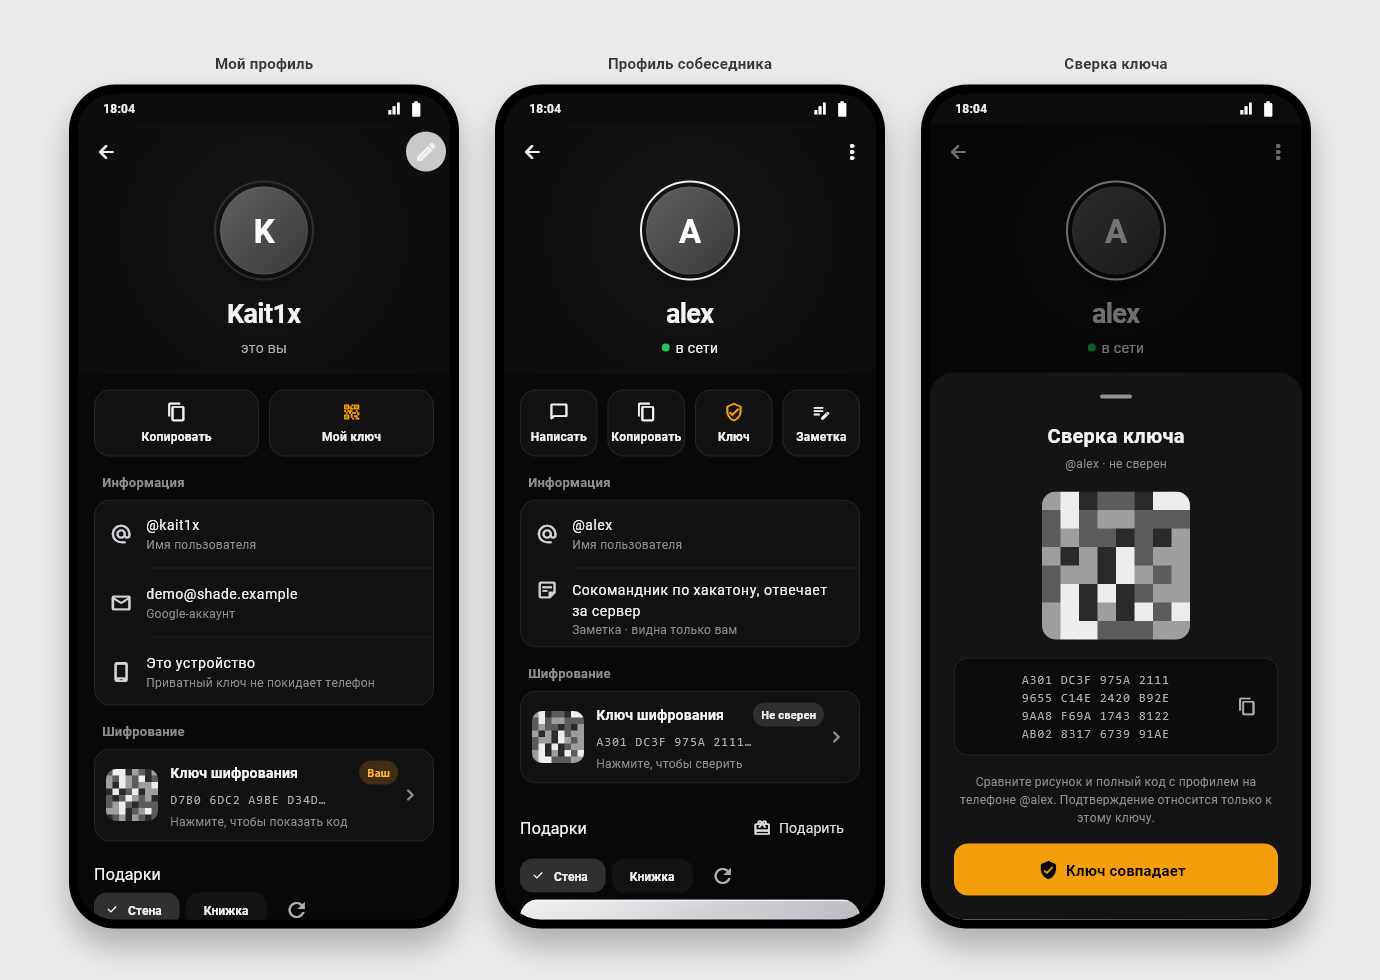 Мой профиль
18:04
K
Kait1x
это вы
Копировать
Мой ключ
Информация
@kait1x
Имя пользователя
demo@shade.example
Google-аккаунт
Это устройство
Приватный ключ не покидает телефон
Шифрование
Ключ шифрования
Ваш
D7B0 6DC2 A9BE D34D…
Нажмите, чтобы показать код
Подарки
Стена
Книжка
Профиль собеседника
18:04
A
alex
в сети
Написать
Копировать
Ключ
Заметка
Информация
@alex
Имя пользователя
Сокомандник по хакатону, отвечает
за сервер
Заметка · видна только вам
Шифрование
Ключ шифрования
Не сверен
A301 DC3F 975A 2111…
Нажмите, чтобы сверить
Подарки
Подарить
Стена
Книжка
Сверка ключа
18:04
A
alex
в сети
Сверка ключа
@alex · не сверен
A301 DC3F 975A 2111
9655 C14E 2420 B92E
9AA8 F69A 1743 8122
AB02 8317 6739 91AE
Сравните рисунок и полный код с профилем на
телефоне @alex. Подтверждение относится только к
этому ключу.
Ключ совпадает